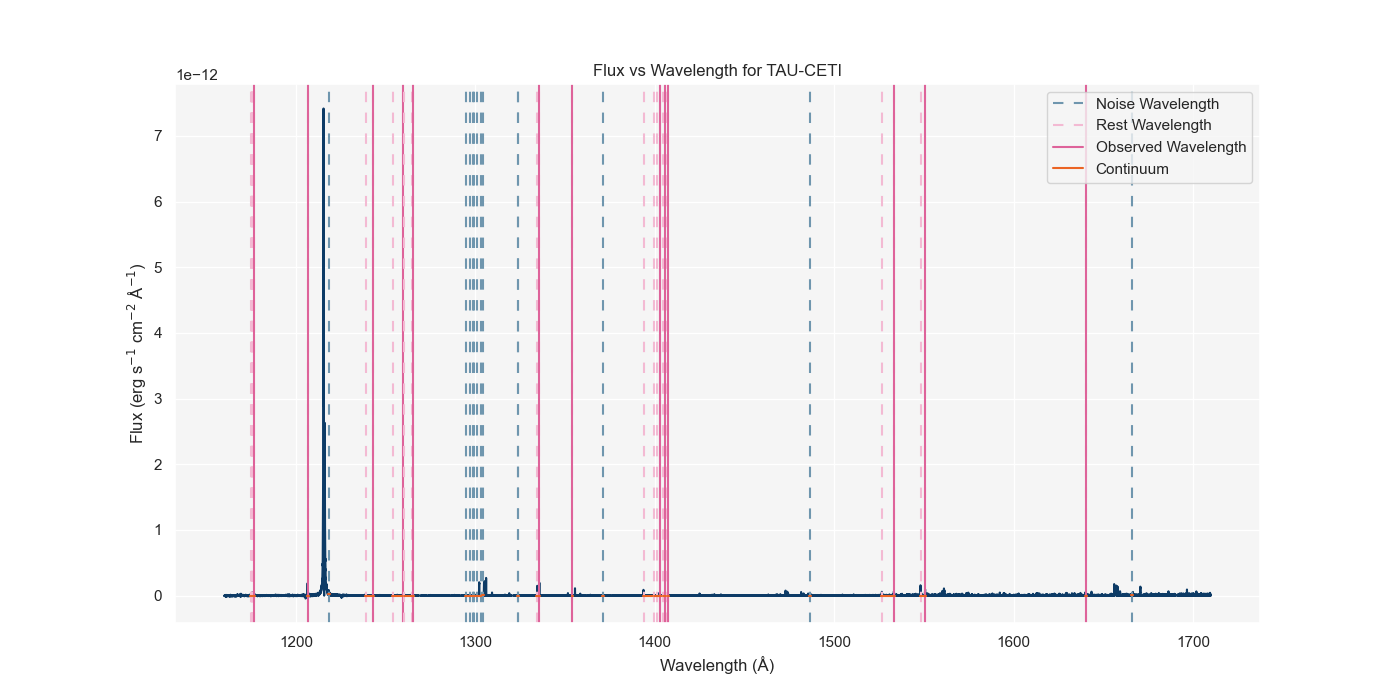 Flux vs Wavelength for TAU-CETI
1e−12
Noise Wavelength
Rest Wavelength
Observed Wavelength
Continuum
7
6
5
4
3
2
1
0
Flux (erg s⁻¹ cm⁻² Å⁻¹)
1200 1300 1400 1500 1600 1700
Wavelength (Å)